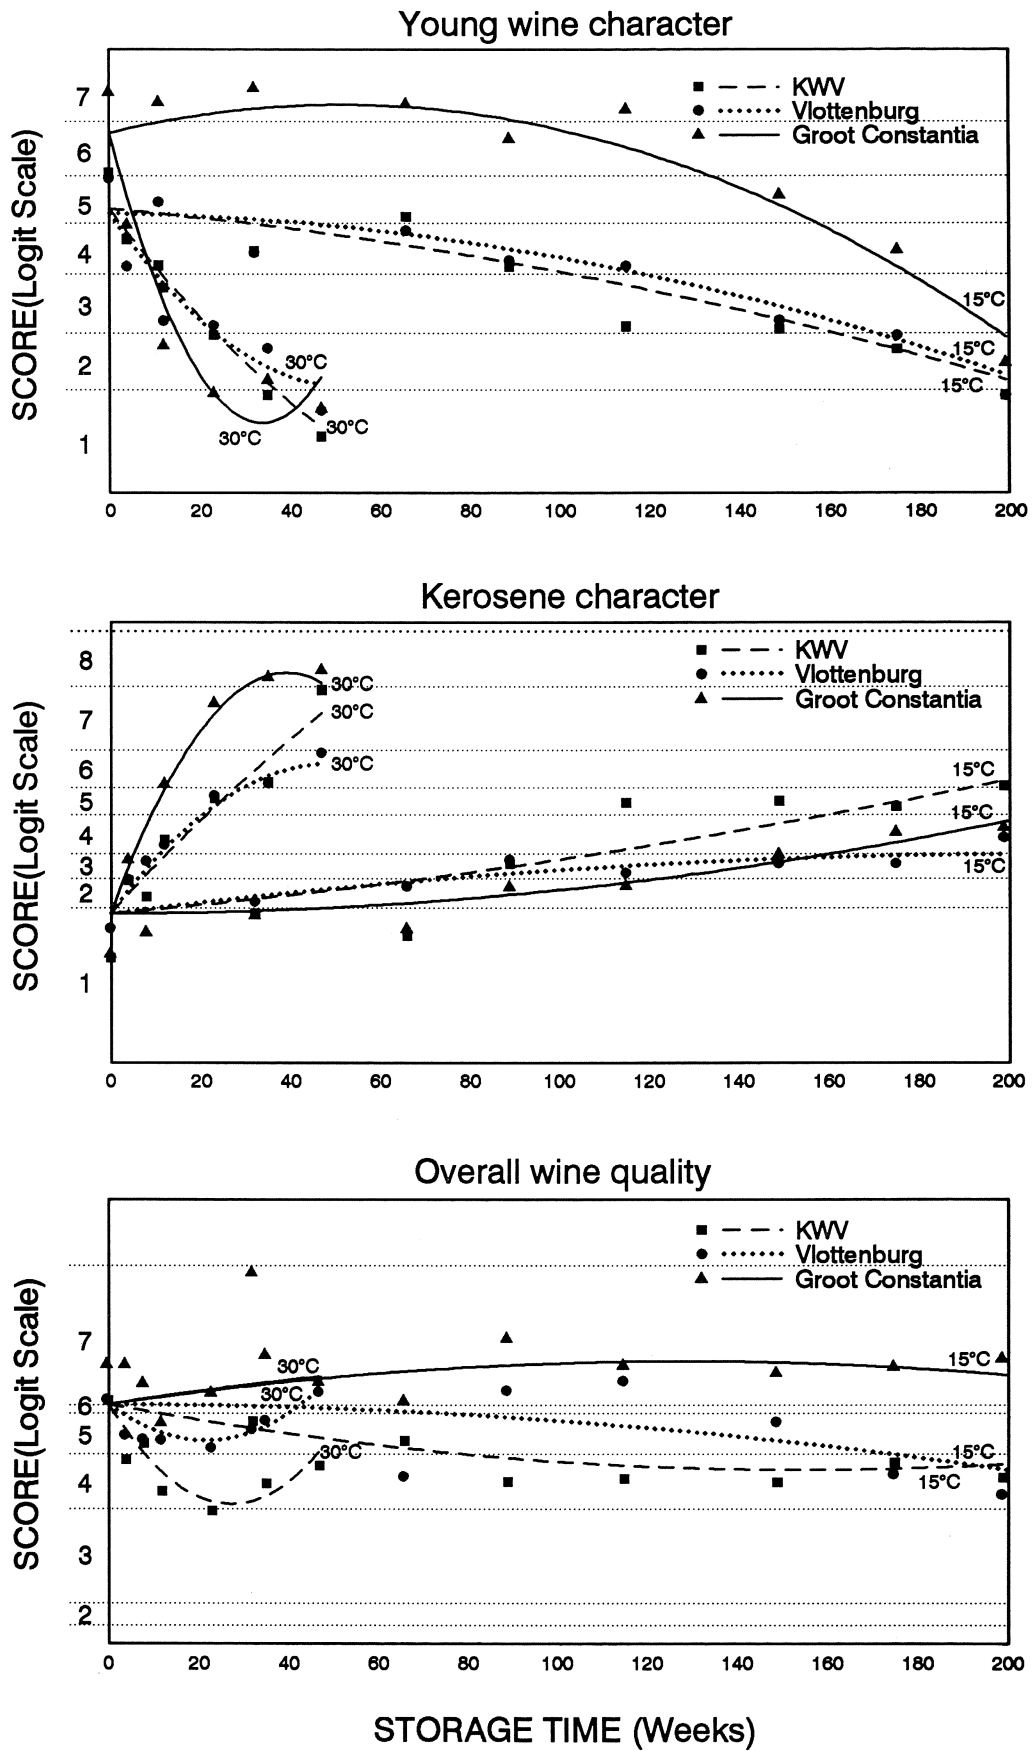 Young wine character
SCORE(Logit Scale)
7
6
5
4
3
2
1
KWV
Vlottenburg
Groot Constantia
15°C
15°C
15°C
30°C
30°C
30°C
0 20 40 60 80 100 120 140 160 180 200
Kerosene character
SCORE(Logit Scale)
8
7
6
5
4
3
2
1
KWV
Vlottenburg
Groot Constantia
30°C
30°C
30°C
15°C
15°C
15°C
0 20 40 60 80 100 120 140 160 180 200
Overall wine quality
SCORE(Logit Scale)
7
6
5
4
3
2
KWV
Vlottenburg
Groot Constantia
30°C
30°C
30°C
15°C
15°C
15°C
0 20 40 60 80 100 120 140 160 180 200
STORAGE TIME (Weeks)